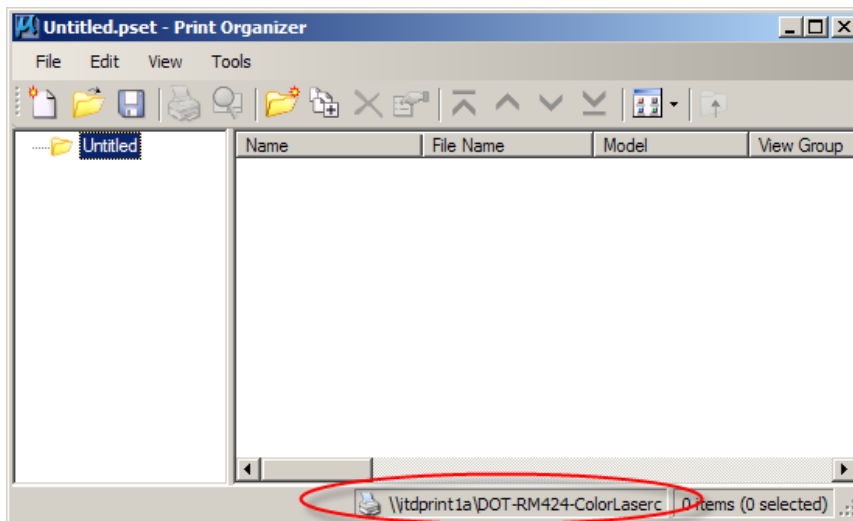 Untitled.pset - Print Organizer
File Edit View Tools
Untitled
Name File Name Model View Group
\\itdprint1a\DOT-RM424-ColorLaserc 0 items (0 selected)